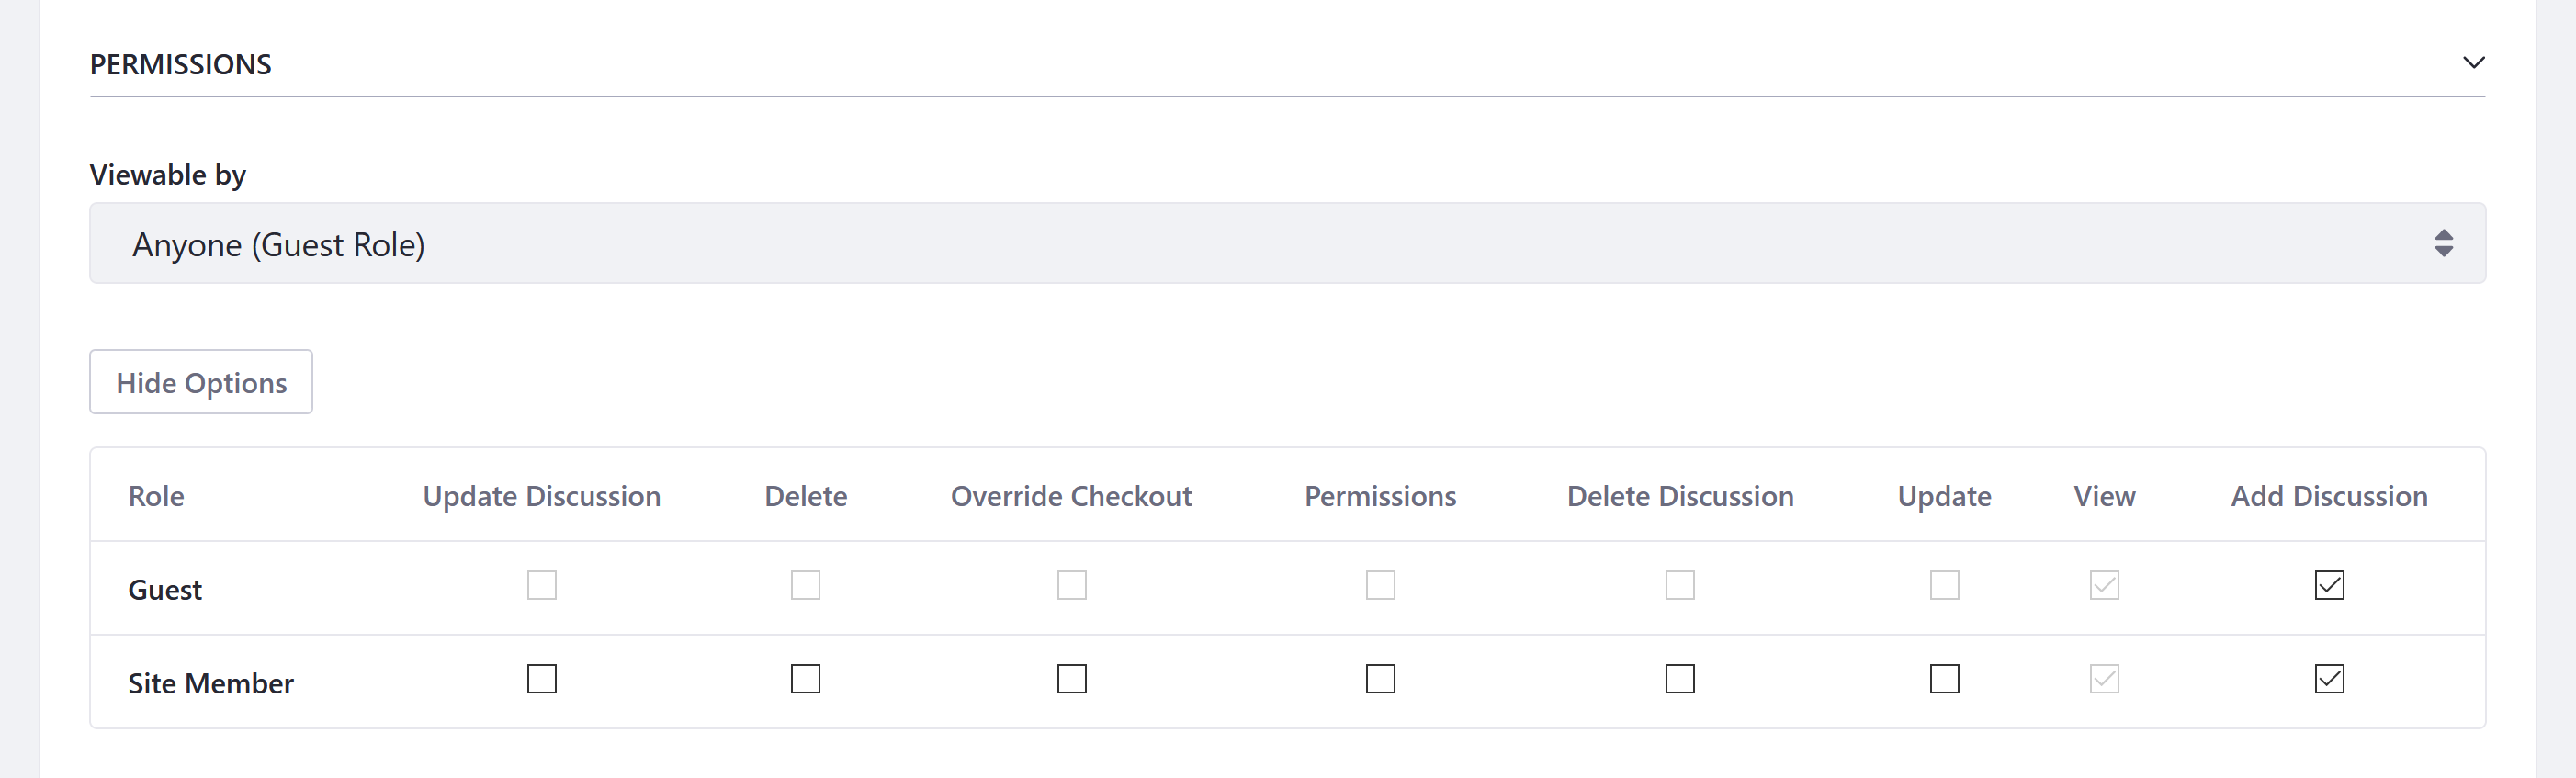 PERMISSIONS
Viewable by
Anyone (Guest Role)
Hide Options
Role Update Discussion Delete Override Checkout Permissions Delete Discussion Update View Add Discussion
Guest
Site Member